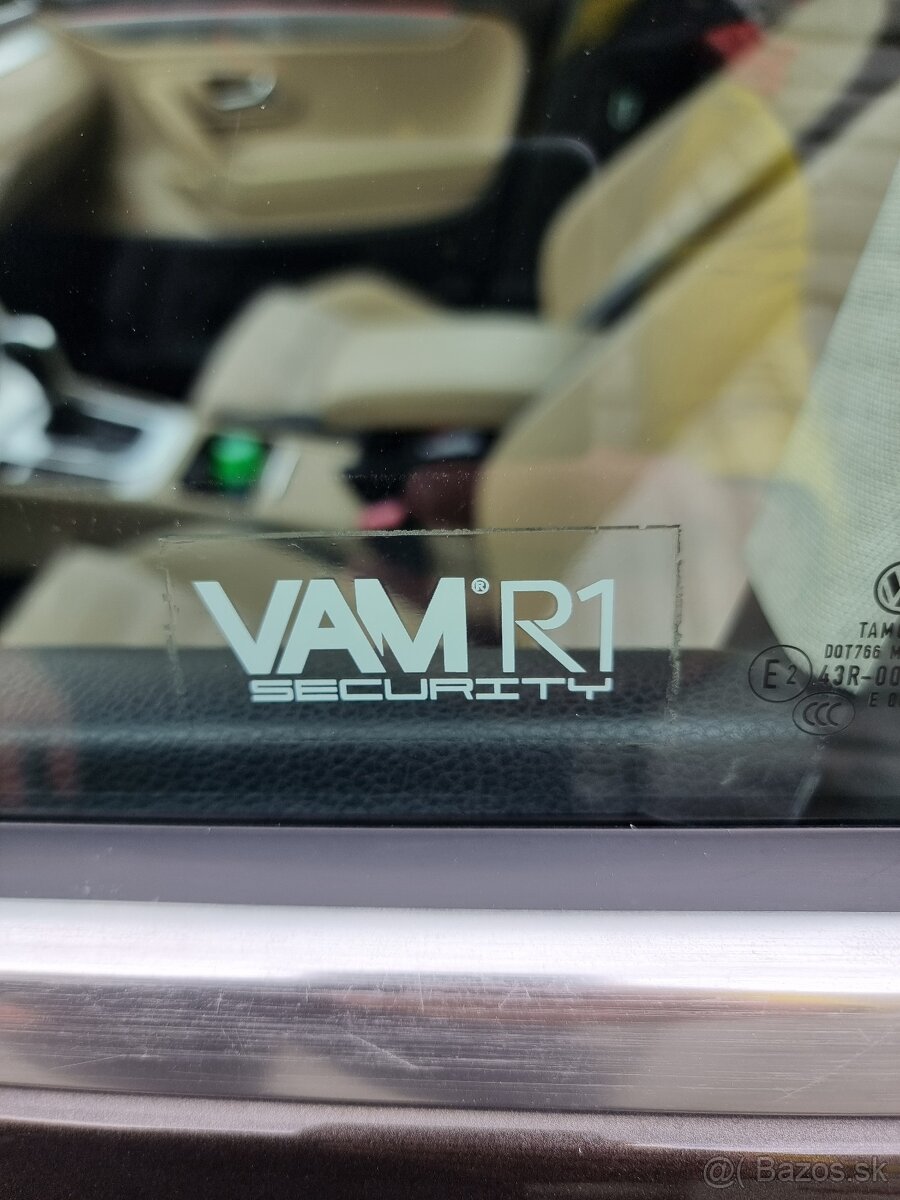 VAM® R1
SECURITY
DOT766
E2 43R-00
CCC
@( Bazos.sk